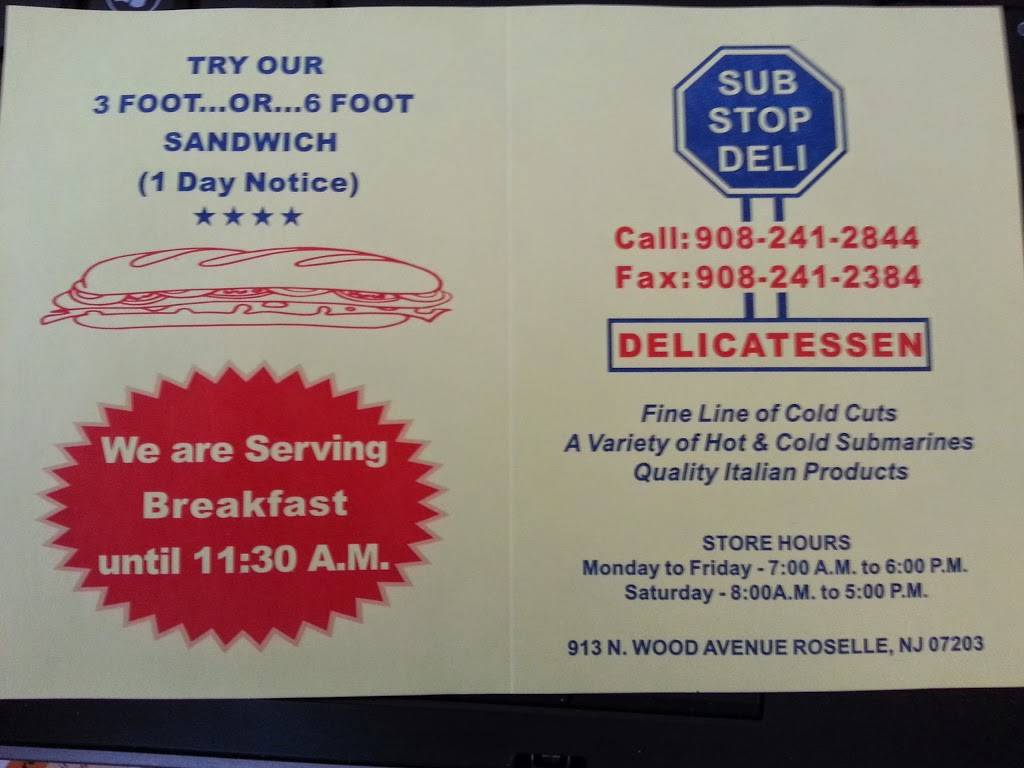 TRY OUR
3 FOOT...OR...6 FOOT
SANDWICH
(1 Day Notice)
★★★★
We are Serving
Breakfast
until 11:30 A.M.
SUB
STOP
DELI
Call: 908-241-2844
Fax: 908-241-2384
DELICATESSEN
Fine Line of Cold Cuts
A Variety of Hot & Cold Submarines
Quality Italian Products
STORE HOURS
Monday to Friday - 7:00 A.M. to 6:00 P.M.
Saturday - 8:00A.M. to 5:00 P.M.
913 N. WOOD AVENUE ROSELLE, NJ 07203